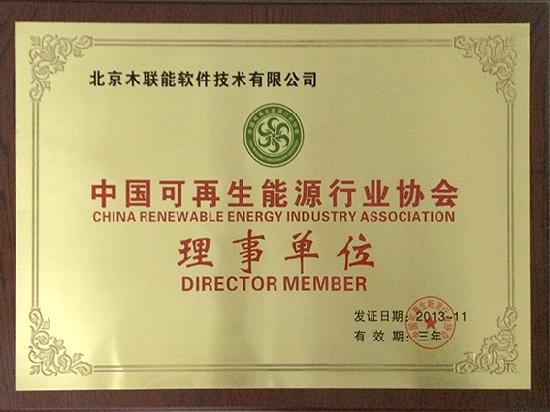 北京木联能软件技术有限公司
中国可再生能源行业协会
CHINA RENEWABLE ENERGY INDUSTRY ASSOCIATION
理事单位
DIRECTOR MEMBER
发证日期：2013-11
有 效 期：三年